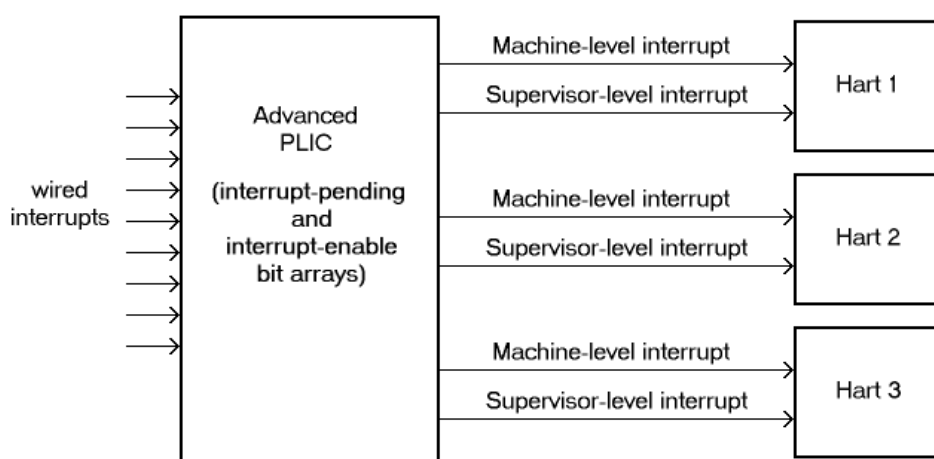 wired
interrupts
Advanced
PLIC
(interrupt-pending
and
interrupt-enable
bit arrays)
Machine-level interrupt
Supervisor-level interrupt
Hart 1
Machine-level interrupt
Supervisor-level interrupt
Hart 2
Machine-level interrupt
Supervisor-level interrupt
Hart 3